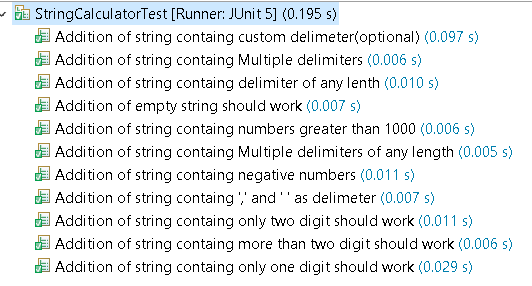 StringCalculatorTest [Runner: JUnit 5] (0.195 s)
Addition of string containg custom delimeter(optional) (0.097 s)
Addition of string containg Multiple delimiters (0.006 s)
Addition of string containg delimiter of any lenth (0.010 s)
Addition of empty string should work (0.007 s)
Addition of string containg numbers greater than 1000 (0.006 s)
Addition of string containg Multiple delimiters of any length (0.005 s)
Addition of string containg negative numbers (0.011 s)
Addition of string containg ',' and ' ' as delimeter (0.007 s)
Addition of string containg only two digit should work (0.011 s)
Addition of string containg more than two digit should work (0.006 s)
Addition of string containg only one digit should work (0.029 s)